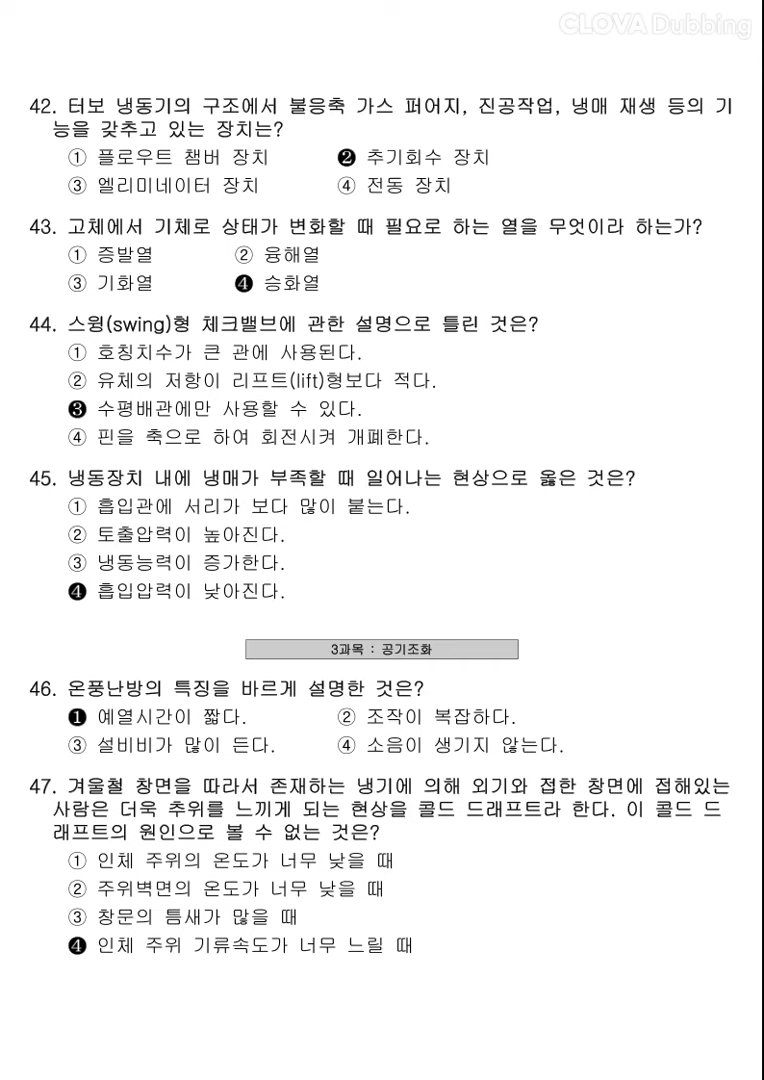 CLOVA Dubbing
42. 터보 냉동기의 구조에서 불응축 가스 퍼어지, 진공작업, 냉매 재생 등의 기
능을 갖추고 있는 장치는?
① 플로우트 챔버 장치 ❷ 추기회수 장치
③ 엘리미네이터 장치 ④ 전동 장치
43. 고체에서 기체로 상태가 변화할 때 필요로 하는 열을 무엇이라 하는가?
① 증발열 ② 융해열
③ 기화열 ❹ 승화열
44. 스윙(swing)형 체크밸브에 관한 설명으로 틀린 것은?
① 호칭치수가 큰 관에 사용된다.
② 유체의 저항이 리프트(lift)형보다 적다.
❸ 수평배관에만 사용할 수 있다.
④ 핀을 축으로 하여 회전시켜 개폐한다.
45. 냉동장치 내에 냉매가 부족할 때 일어나는 현상으로 옳은 것은?
① 흡입관에 서리가 보다 많이 붙는다.
② 토출압력이 높아진다.
③ 냉동능력이 증가한다.
❹ 흡입압력이 낮아진다.
3과목 : 공기조화
46. 온풍난방의 특징을 바르게 설명한 것은?
❶ 예열시간이 짧다. ② 조작이 복잡하다.
③ 설비비가 많이 든다. ④ 소음이 생기지 않는다.
47. 겨울철 창면을 따라서 존재하는 냉기에 의해 외기와 접한 창면에 접해있는
사람은 더욱 추위를 느끼게 되는 현상을 콜드 드래프트라 한다. 이 콜드 드
래프트의 원인으로 볼 수 없는 것은?
① 인체 주위의 온도가 너무 낮을 때
② 주위벽면의 온도가 너무 낮을 때
③ 창문의 틈새가 많을 때
❹ 인체 주위 기류속도가 너무 느릴 때